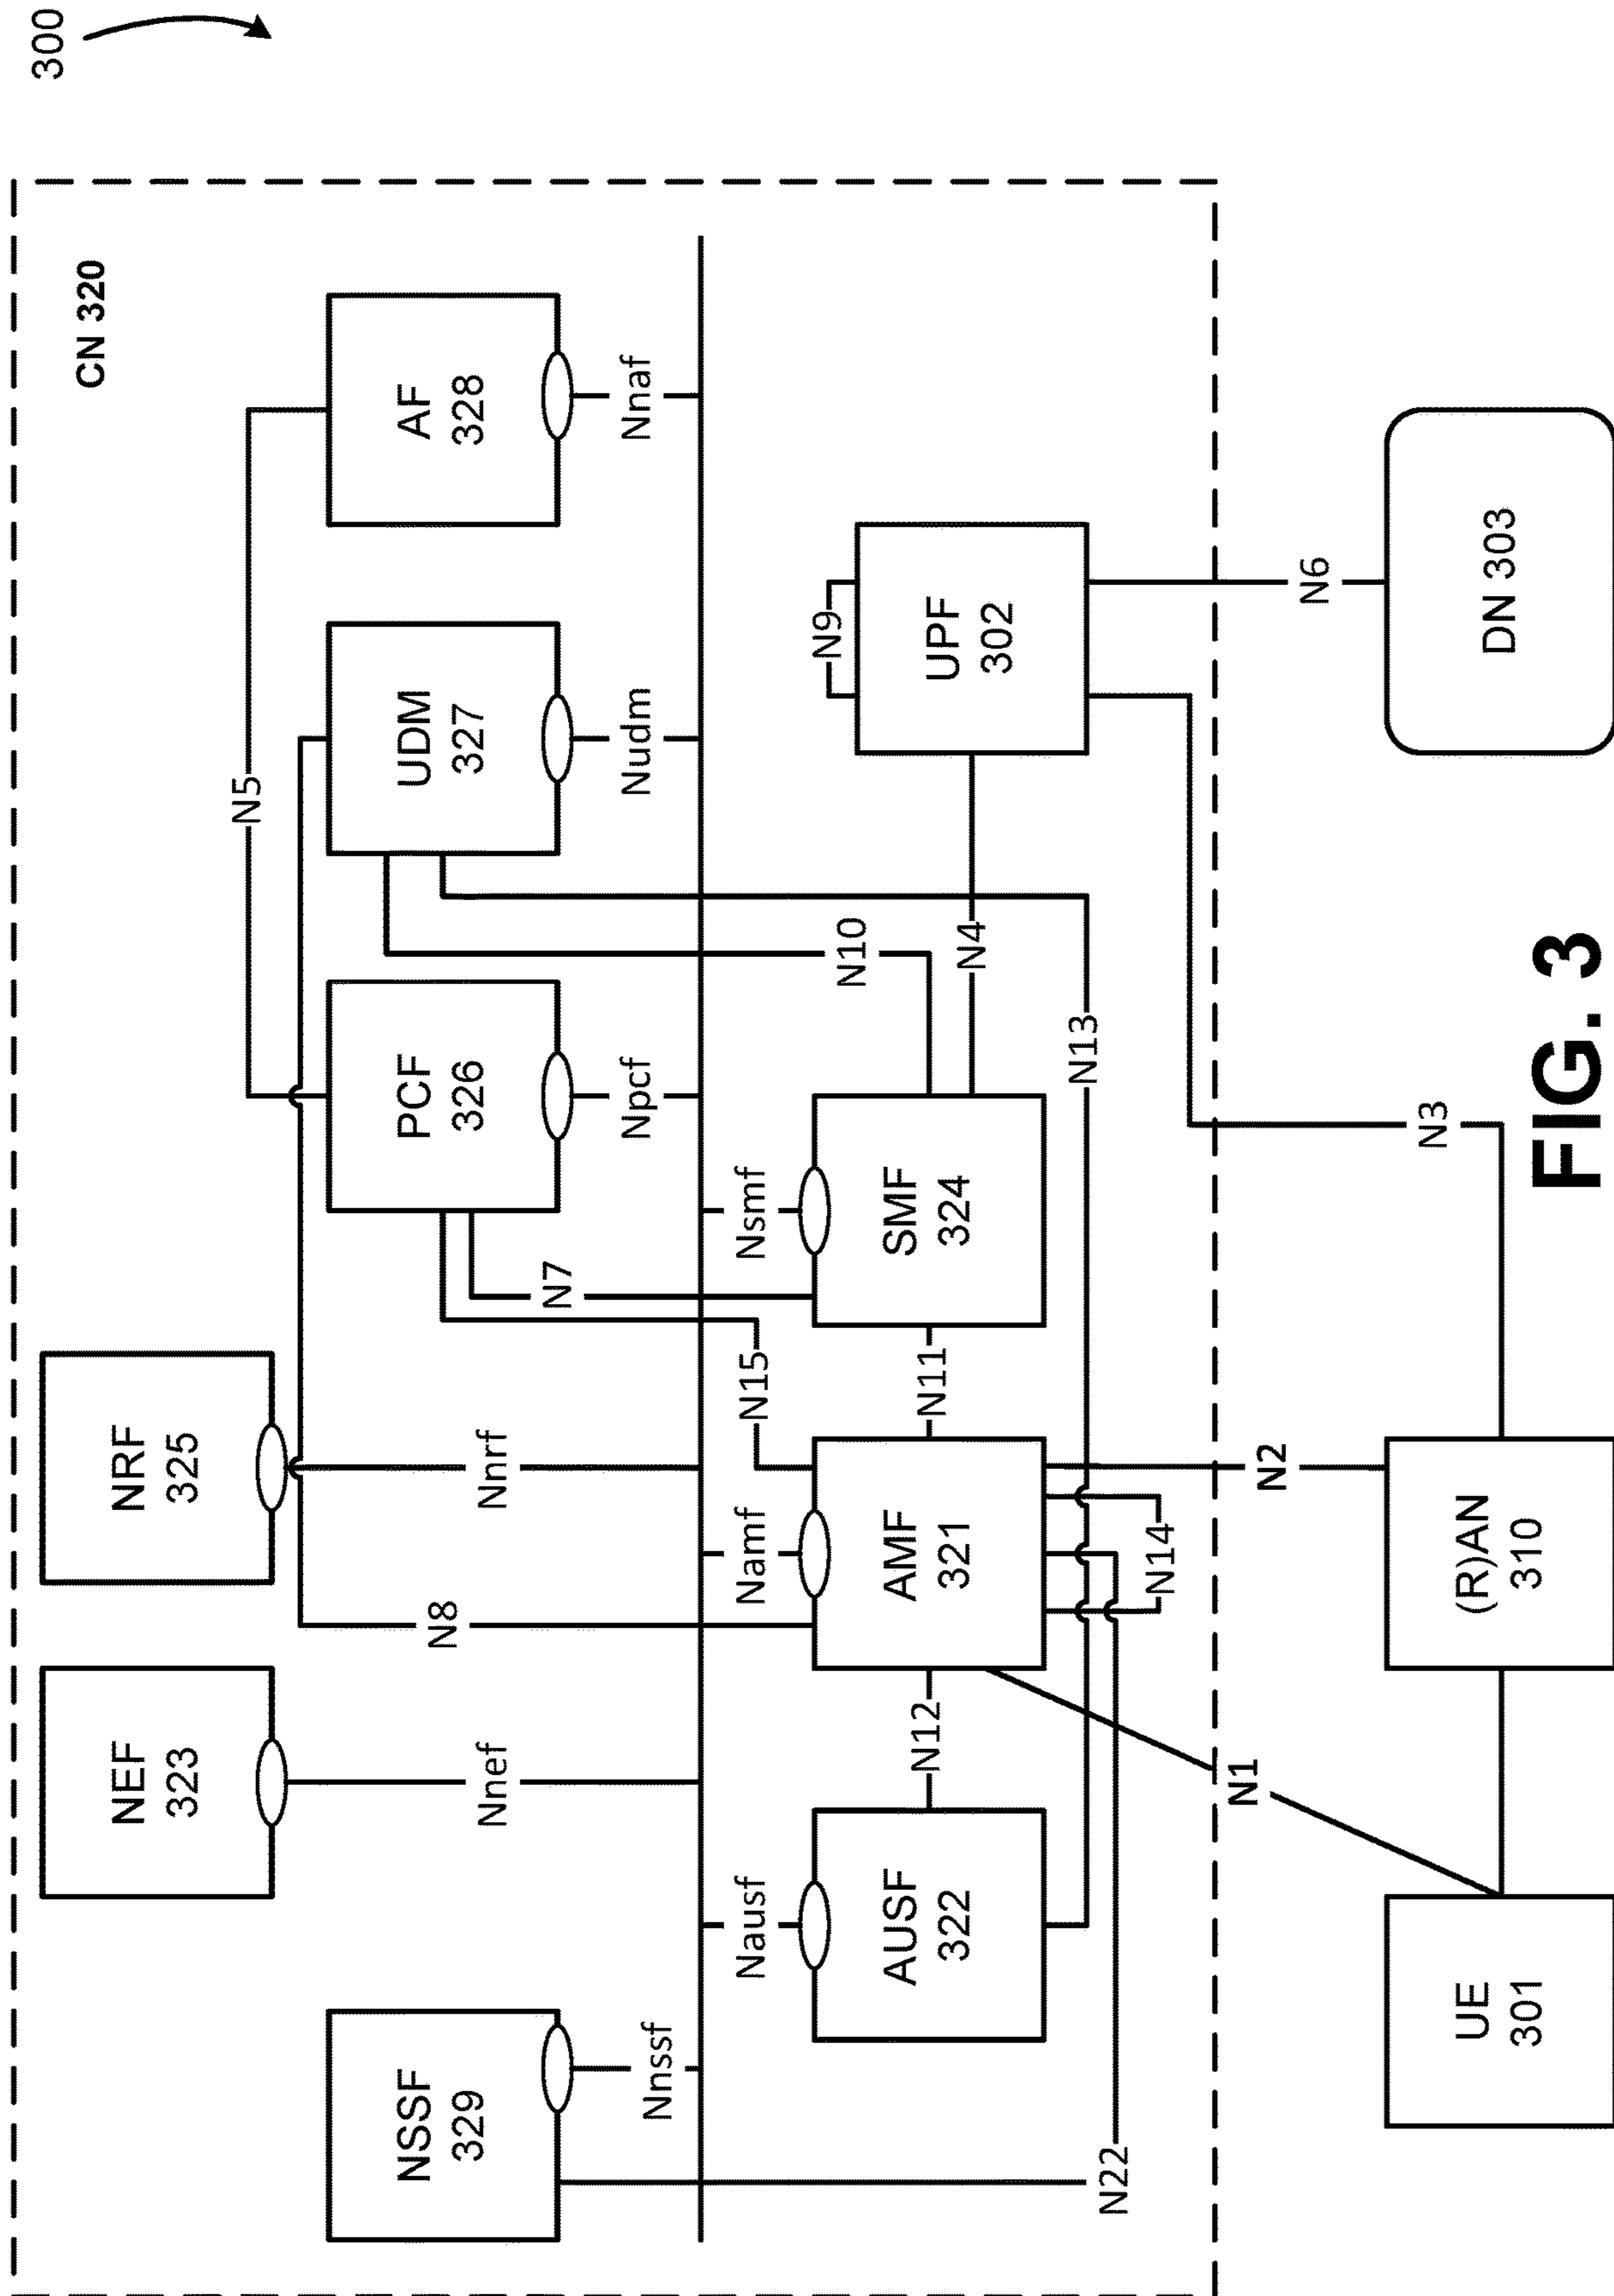 300
CN 320
NEF
323
NRF
325
N5
N8
NSSF
329
PCF
326
UDM
327
AF
328
Nnef
Nnrf
N7
Nnssf
Npcf
Nudm
Nnaf
Nausf
Namf
N15
Nsmf
N10
N9
AUSF
322
N12
AMF
321
N11
SMF
324
N4
UPF
302
N13
N22
N14
N1
N2
N3
N6
UE
301
(R)AN
310
DN 303
FIG. 3